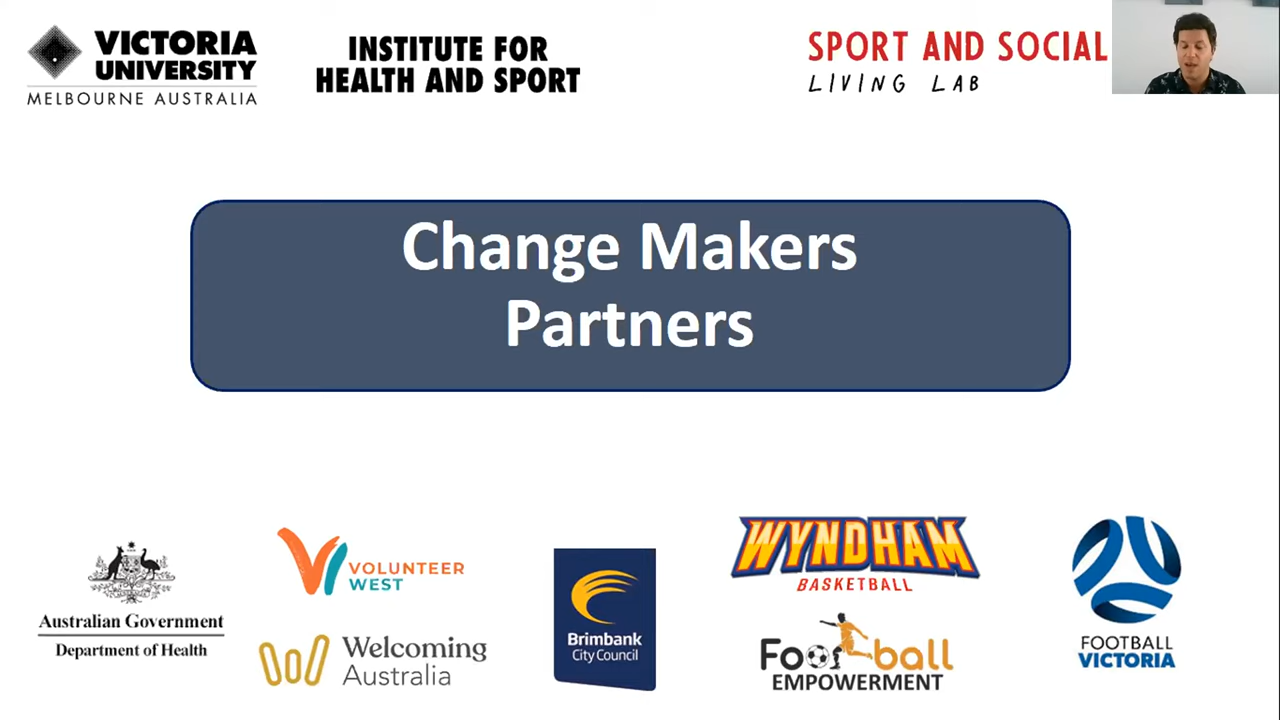 VICTORIA
UNIVERSITY
MELBOURNE AUSTRALIA
INSTITUTE FOR
HEALTH AND SPORT
SPORT AND SOCIAL
LIVING LAB
Change Makers
Partners
Australian Government
Department of Health
VOLUNTEER
WEST
Welcoming
Australia
Brimbank
City Council
WYNDHAM
BASKETBALL
Football
EMPOWERMENT
FOOTBALL
VICTORIA